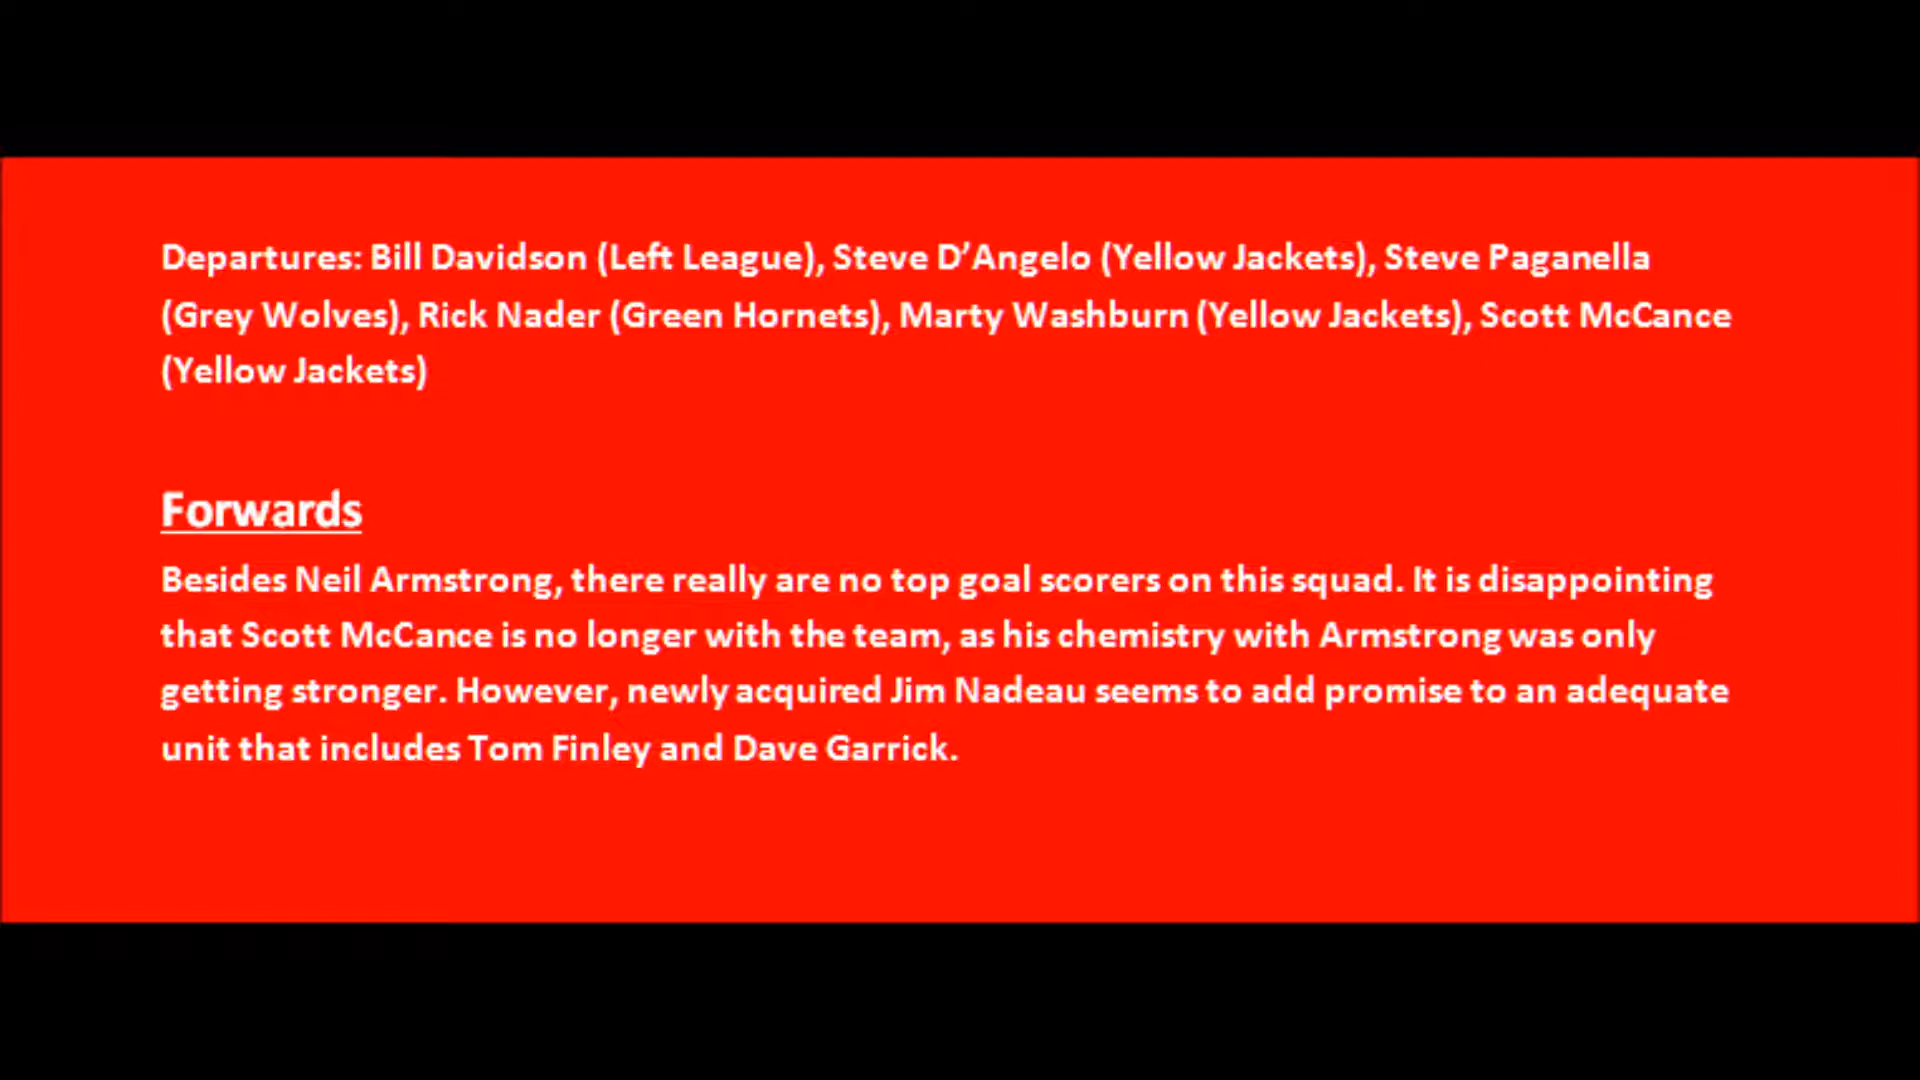 Departures: Bill Davidson (Left League), Steve D’Angelo (Yellow Jackets), Steve Paganella
(Grey Wolves), Rick Nader (Green Hornets), Marty Washburn (Yellow Jackets), Scott McCance
(Yellow Jackets)
Forwards
Besides Neil Armstrong, there really are no top goal scorers on this squad. It is disappointing
that Scott McCance is no longer with the team, as his chemistry with Armstrong was only
getting stronger. However, newly acquired Jim Nadeau seems to add promise to an adequate
unit that includes Tom Finley and Dave Garrick.